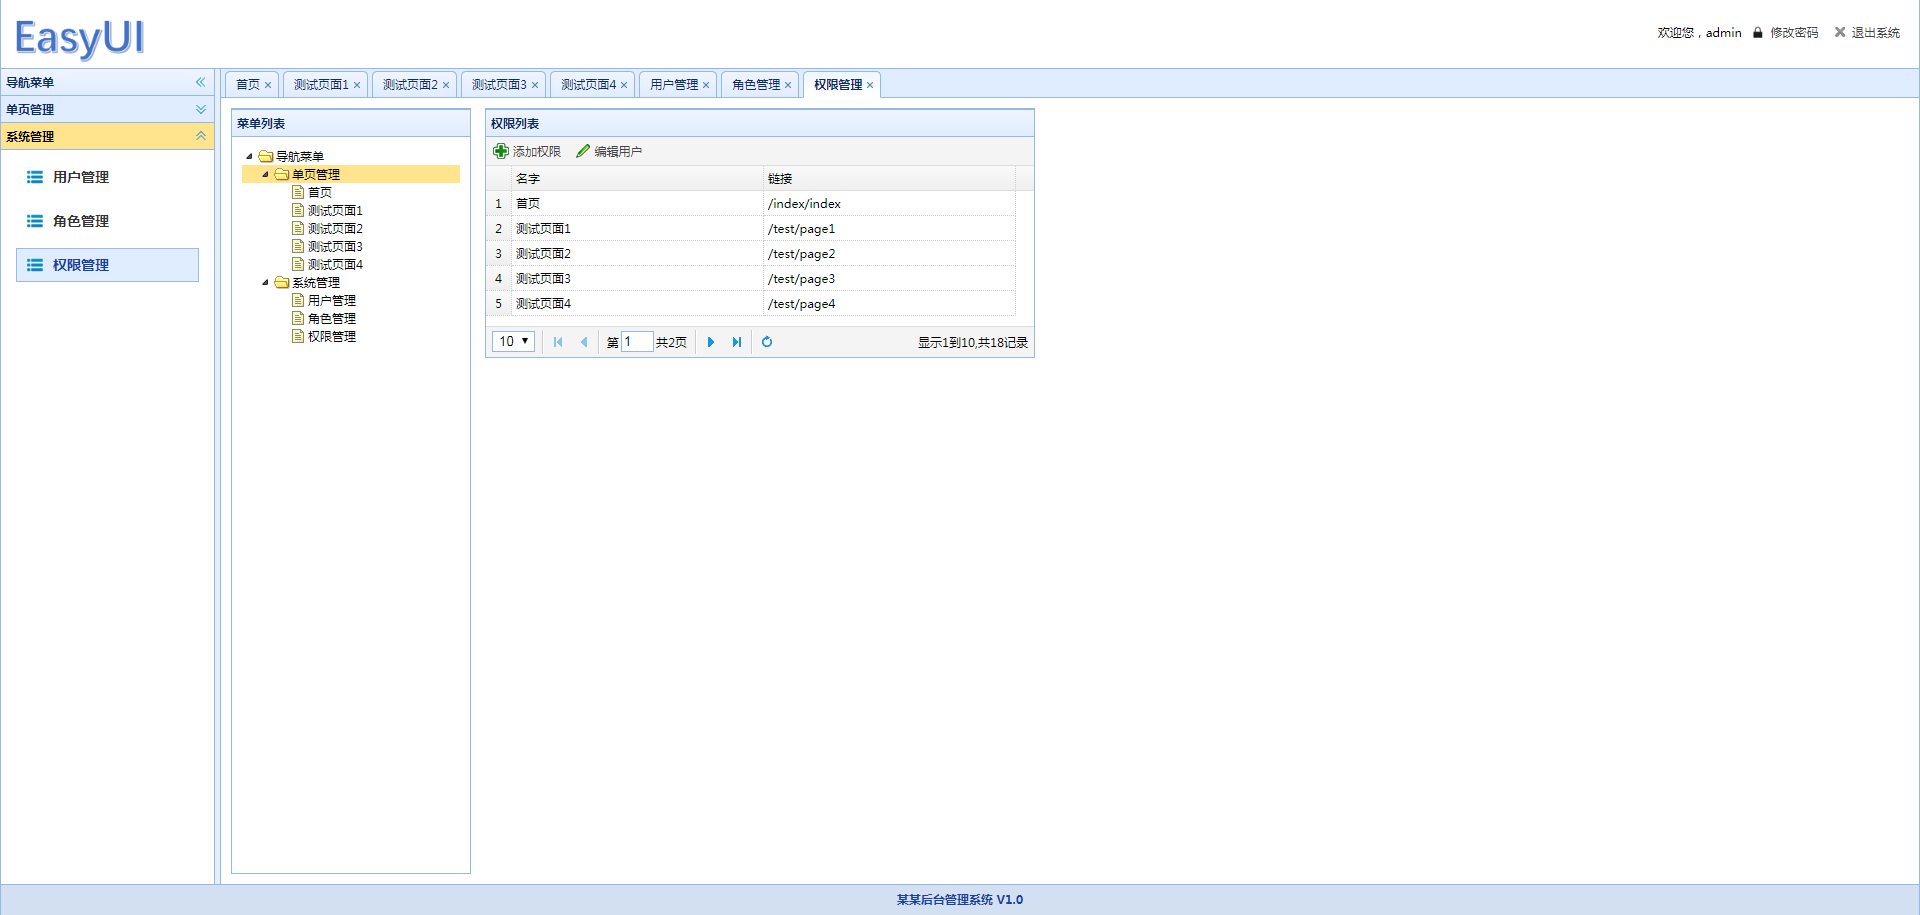 EasyUI
欢迎您，admin 修改密码 退出系统
导航菜单
单页管理
系统管理
用户管理
角色管理
权限管理
首页 测试页面1 测试页面2 测试页面3 测试页面4 用户管理 角色管理 权限管理
菜单列表
导航菜单
单页管理
首页
测试页面1
测试页面2
测试页面3
测试页面4
系统管理
用户管理
角色管理
权限管理
权限列表
添加权限 编辑用户
名字 链接
1 首页 /index/index
2 测试页面1 /test/page1
3 测试页面2 /test/page2
4 测试页面3 /test/page3
5 测试页面4 /test/page4
10 第 1 共2页 显示1到10,共18记录
某某后台管理系统 V1.0